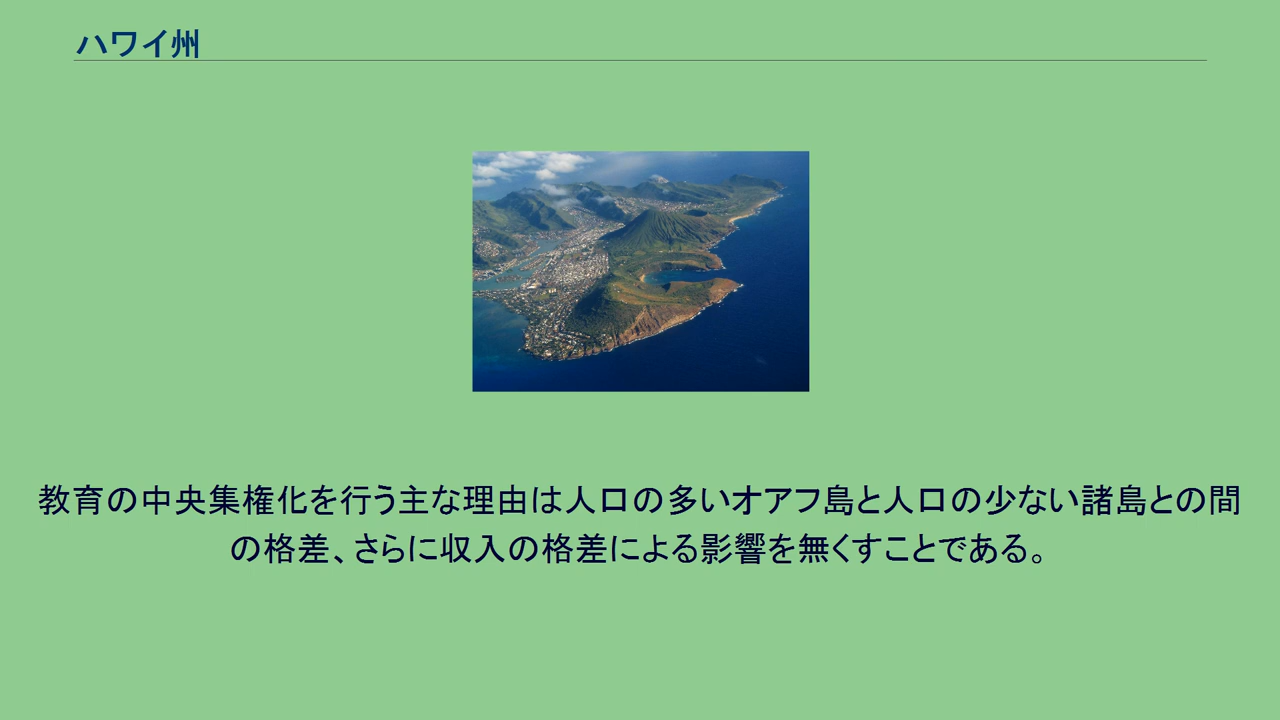 ハワイ州
教育の中央集権化を行う主な理由は人口の多いオアフ島と人口の少ない諸島との間
の格差、さらに収入の格差による影響を無くすことである。